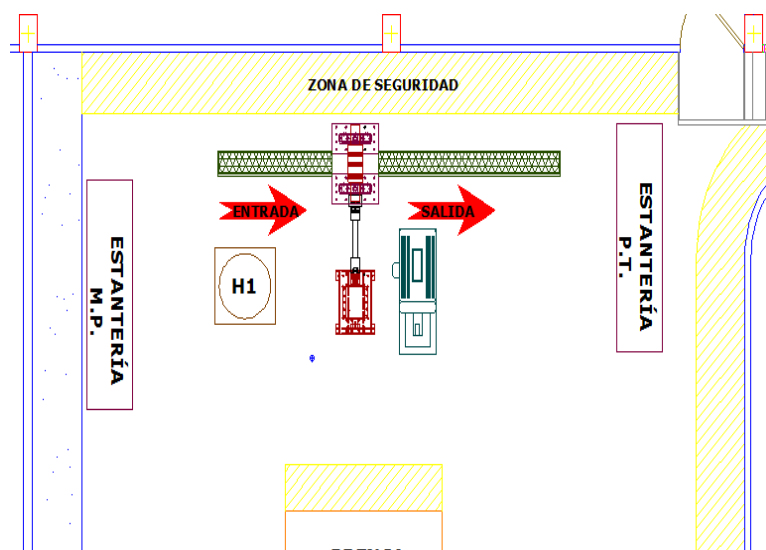 ZONA DE SEGURIDAD
ENTRADA
SALIDA
ESTANTERÍA
M.P.
H1
ESTANTERÍA
P.T.